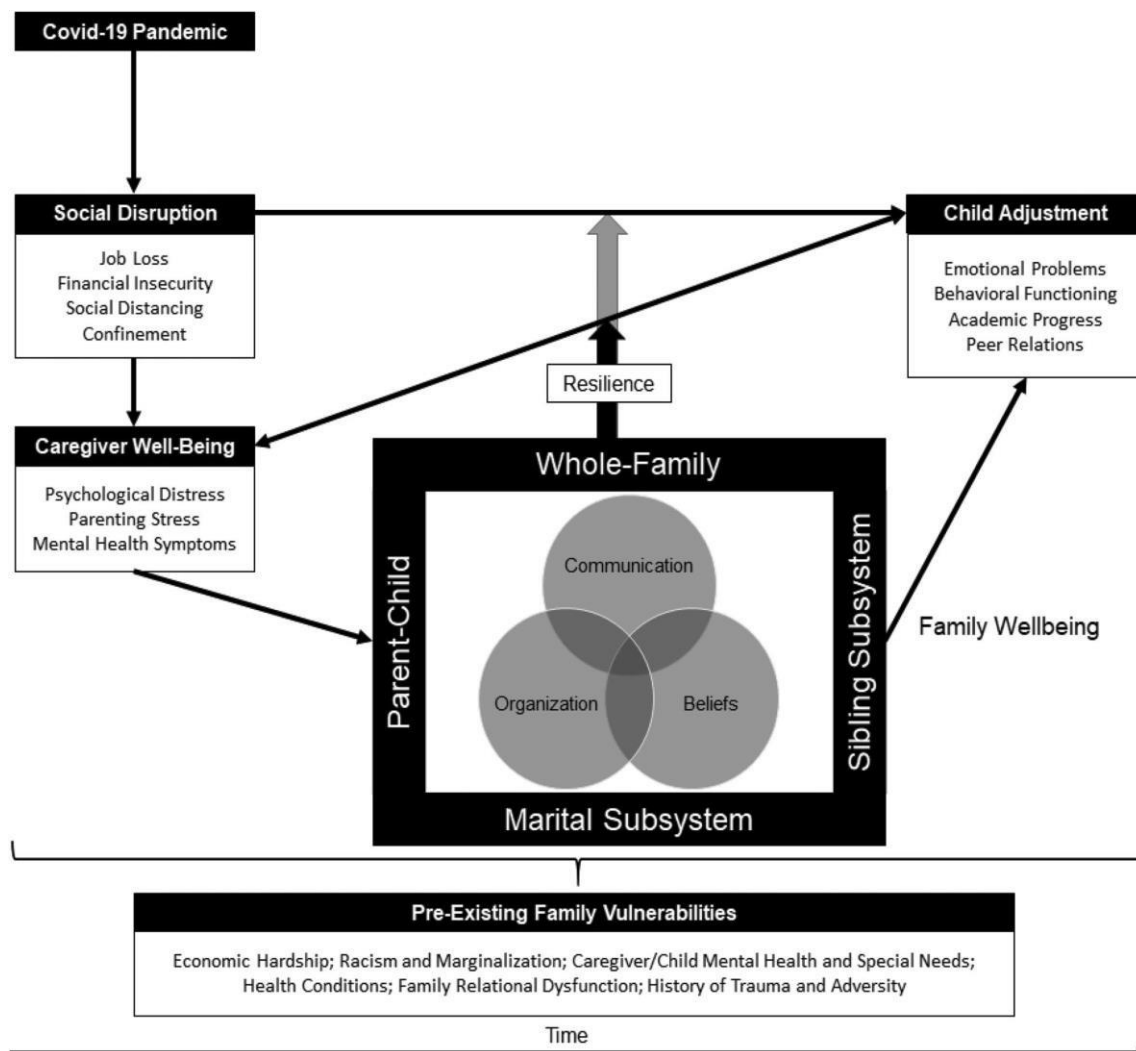 Covid-19 Pandemic
Social Disruption
Job Loss
Financial Insecurity
Social Distancing
Confinement
Child Adjustment
Emotional Problems
Behavioral Functioning
Academic Progress
Peer Relations
Resilience
Caregiver Well-Being
Psychological Distress
Parenting Stress
Mental Health Symptoms
Whole-Family
Parent-Child
Communication
Organization
Beliefs
Sibling Subsystem
Marital Subsystem
Family Wellbeing
Pre-Existing Family Vulnerabilities
Economic Hardship; Racism and Marginalization; Caregiver/Child Mental Health and Special Needs;
Health Conditions; Family Relational Dysfunction; History of Trauma and Adversity
Time